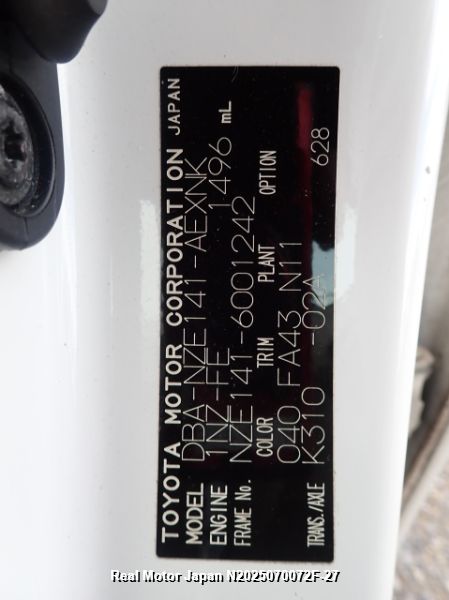 TOYOTA MOTOR CORPORATION JAPAN
MODEL DBA-NZE141-AEXNK
ENGINE 1NZ-FE 1496 mL
FRAME No. NZE141-6001242
COLOR TRIM PLANT OPTION
040 FA43 N11
TRANS./AXLE K310 -02A 628
Real Motor Japan N2025070072F-27